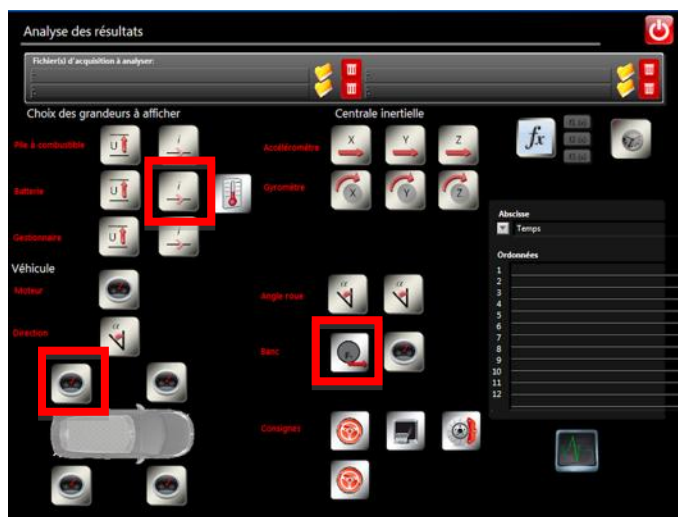 Analyse des résultats
Fichier(s) d'acquisition à analyser:
Choix des grandeurs à afficher
Centrale inertielle
Pile à combustible
U
i
Accéléromètre
X
Y
Z
fx
Batterie
U
i
Gyromètre
X
Y
Z
Gestionnaire
U
i
Abscisse
Temps
Ordonnées
1
2
3
4
5
6
7
8
9
10
11
12
Véhicule
Moteur
Angle roue
α
α
Direction
α
Banc
Consignes